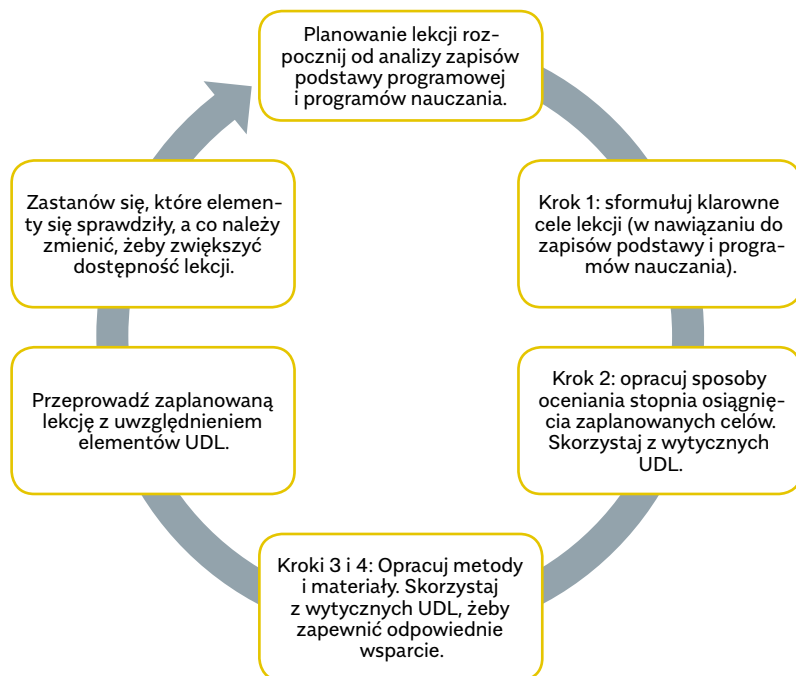 Planowanie lekcji roz-
pocznij od analizy zapisów
podstawy programowej
i programów nauczania.
Krok 1: sformułuj klarowne
cele lekcji (w nawiązaniu do
zapisów podstawy i progra-
mów nauczania).
Krok 2: opracuj sposoby
oceniania stopnia osiągnię-
cia zaplanowanych celów.
Skorzystaj z wytycznych
UDL.
Kroki 3 i 4: Opracuj metody
i materiały. Skorzystaj
z wytycznych UDL, żeby
zapewnić odpowiednie
wsparcie.
Przeprowadź zaplanowaną
lekcję z uwzględnieniem
elementów UDL.
Zastanów się, które elemen-
ty się sprawdziły, a co należy
zmienić, żeby zwiększyć
dostępność lekcji.